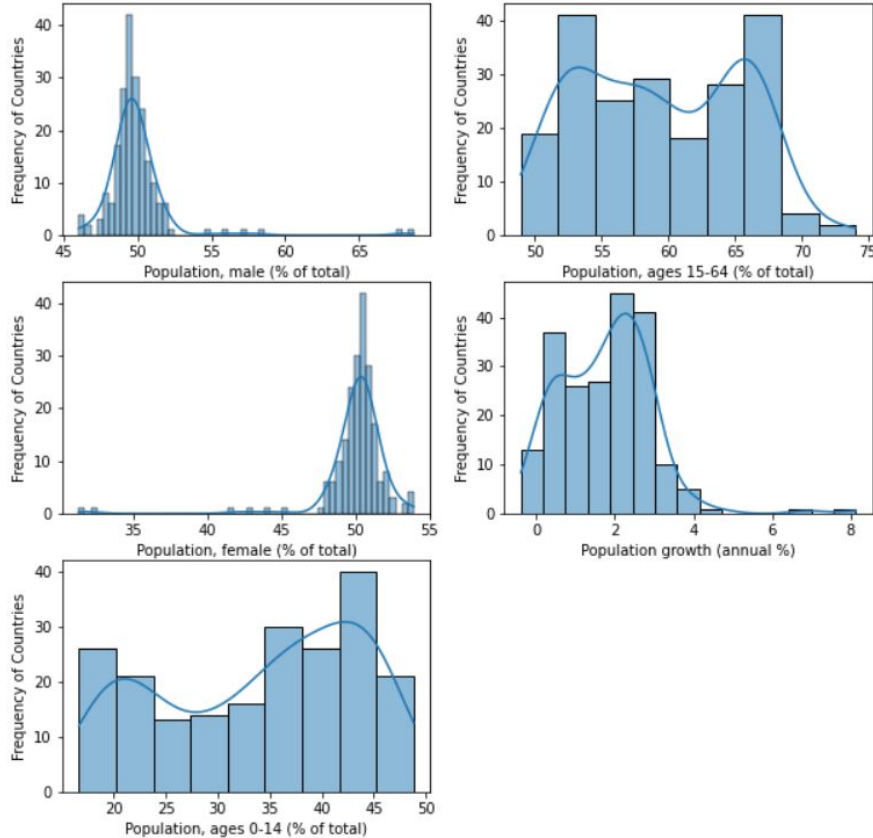 Frequency of Countries
40
30
20
10
0
45 50 55 60 65
Population, male (% of total)
Frequency of Countries
40
30
20
10
0
50 55 60 65 70 75
Population, ages 15-64 (% of total)
Frequency of Countries
40
30
20
10
0
35 40 45 50 55
Population, female (% of total)
Frequency of Countries
40
30
20
10
0
0 2 4 6 8
Population growth (annual %)
Frequency of Countries
40
30
20
10
0
20 25 30 35 40 45 50
Population, ages 0-14 (% of total)